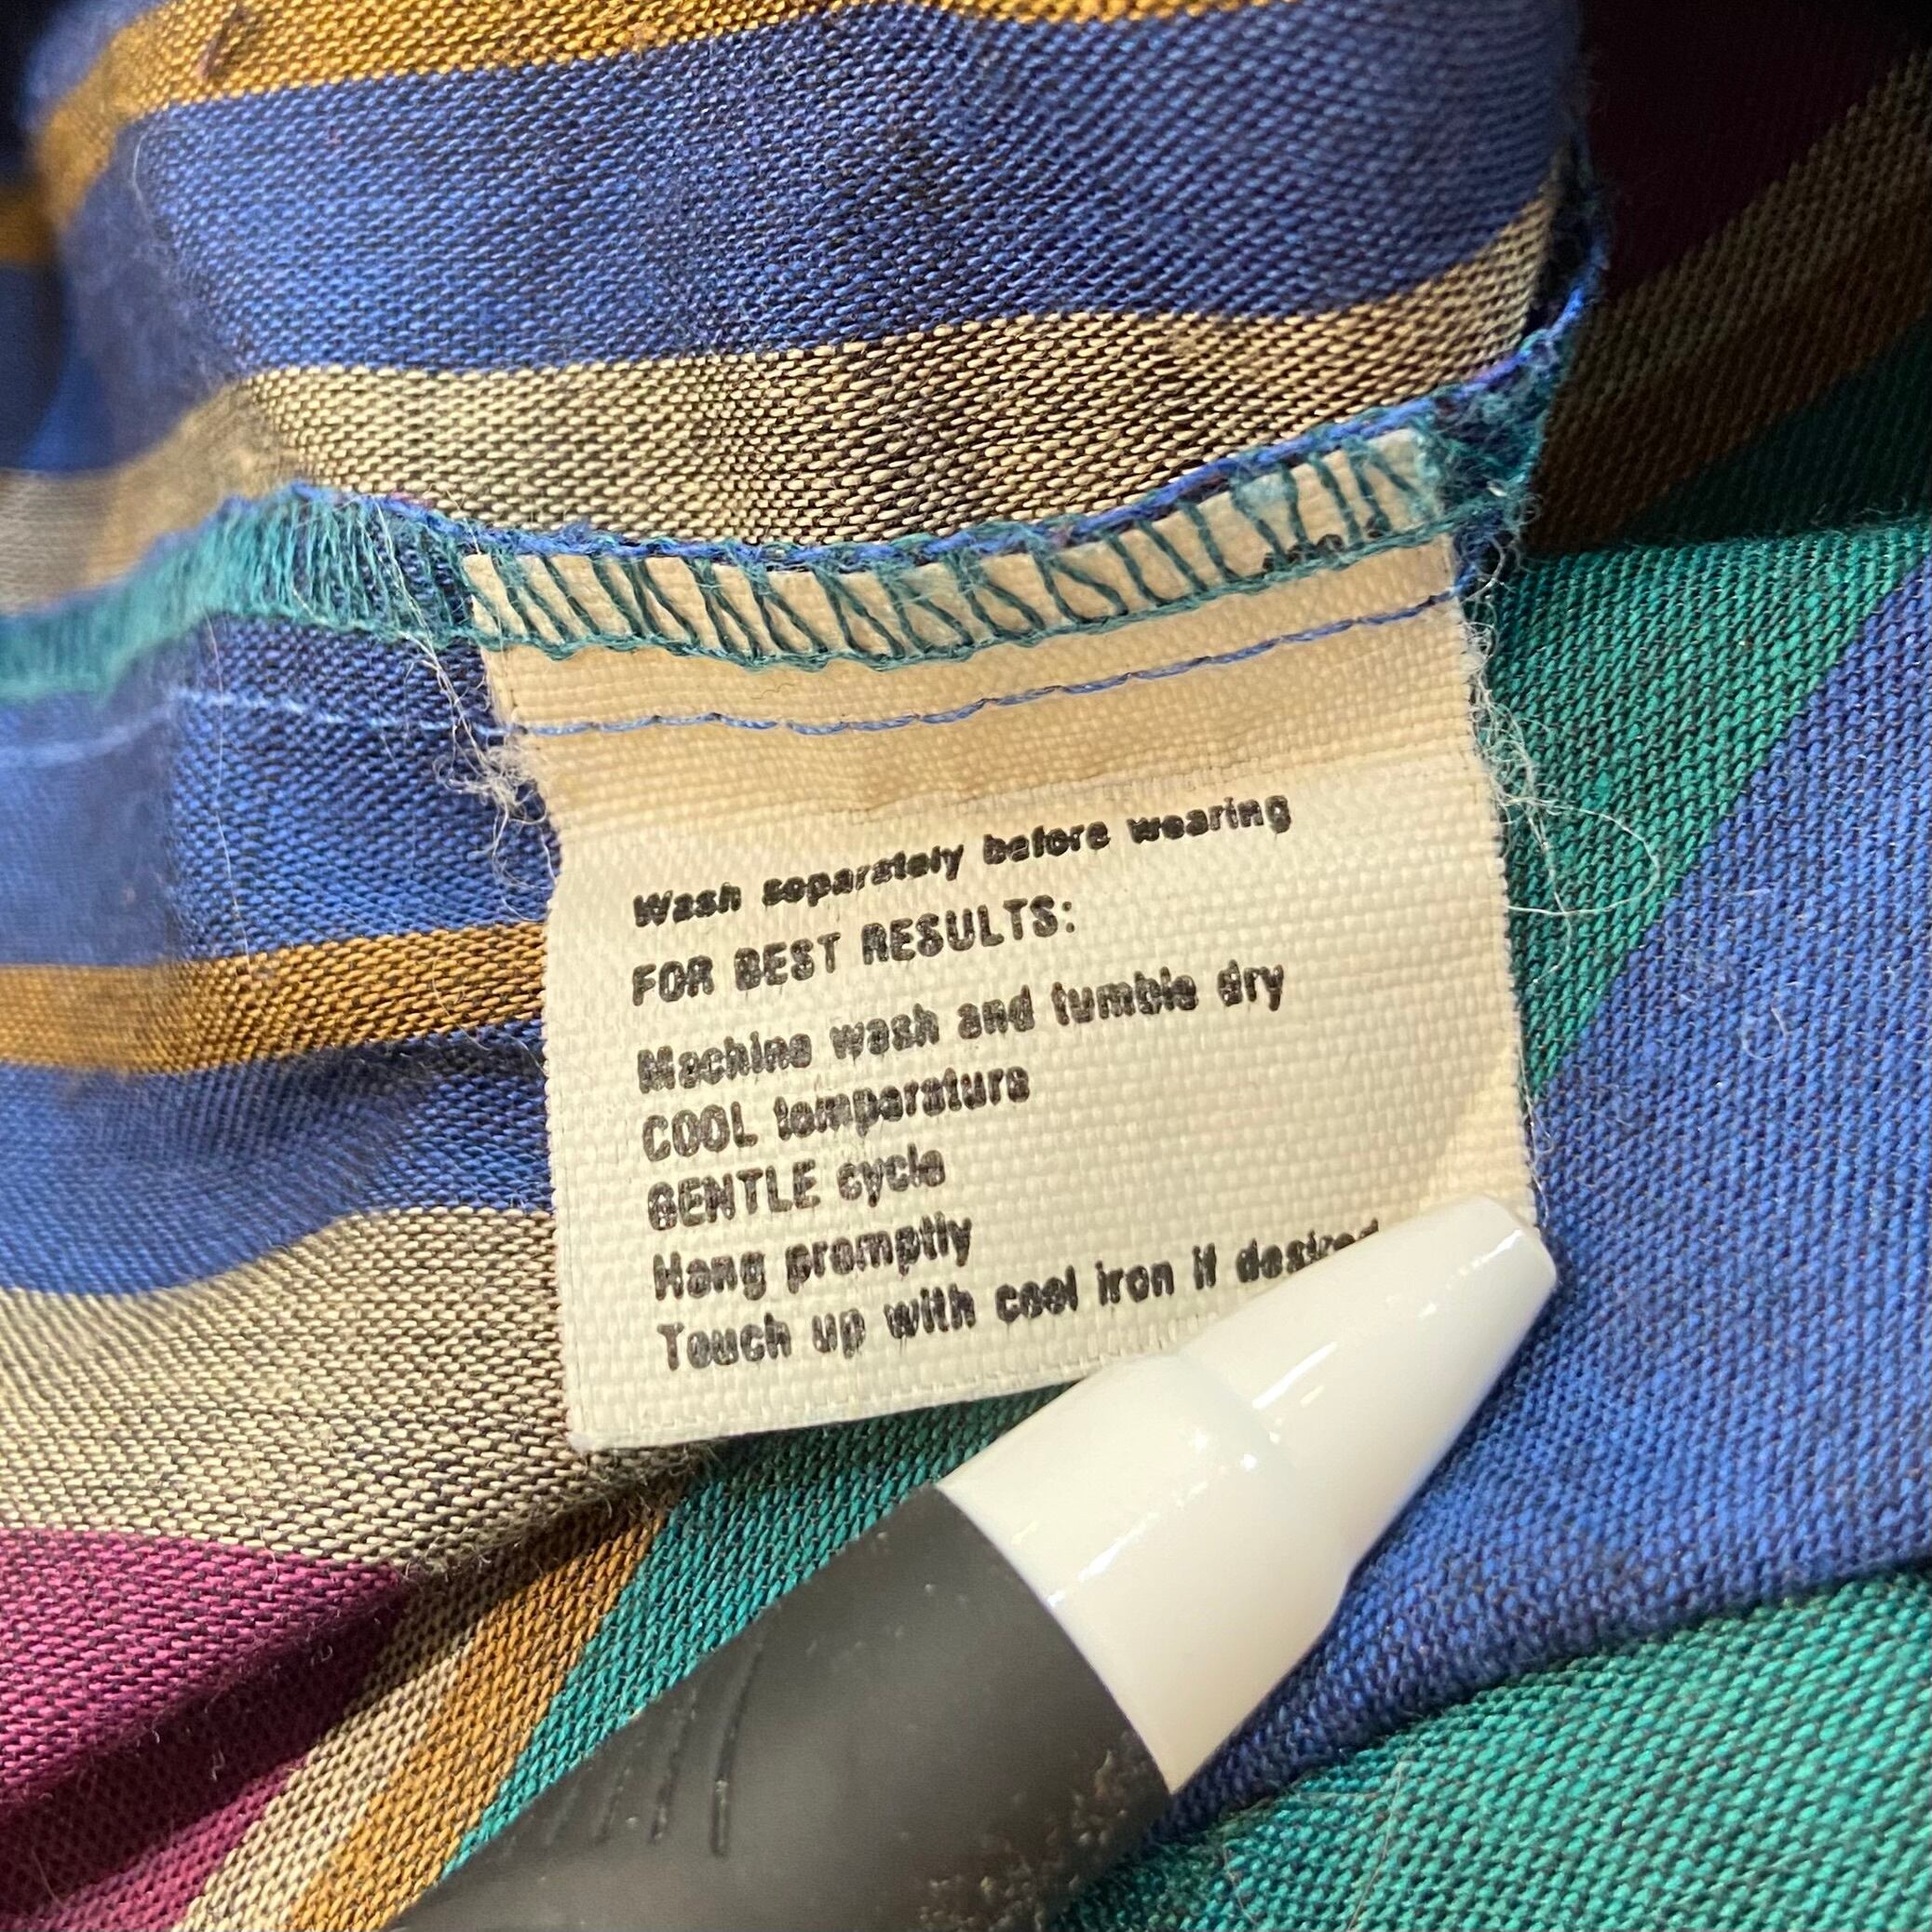 Wash separately before wearing
FOR BEST RESULTS:
Machine wash and tumble dry
COOL temperature
GENTLE cycle
Hang promptly
Touch up with cool iron if desired